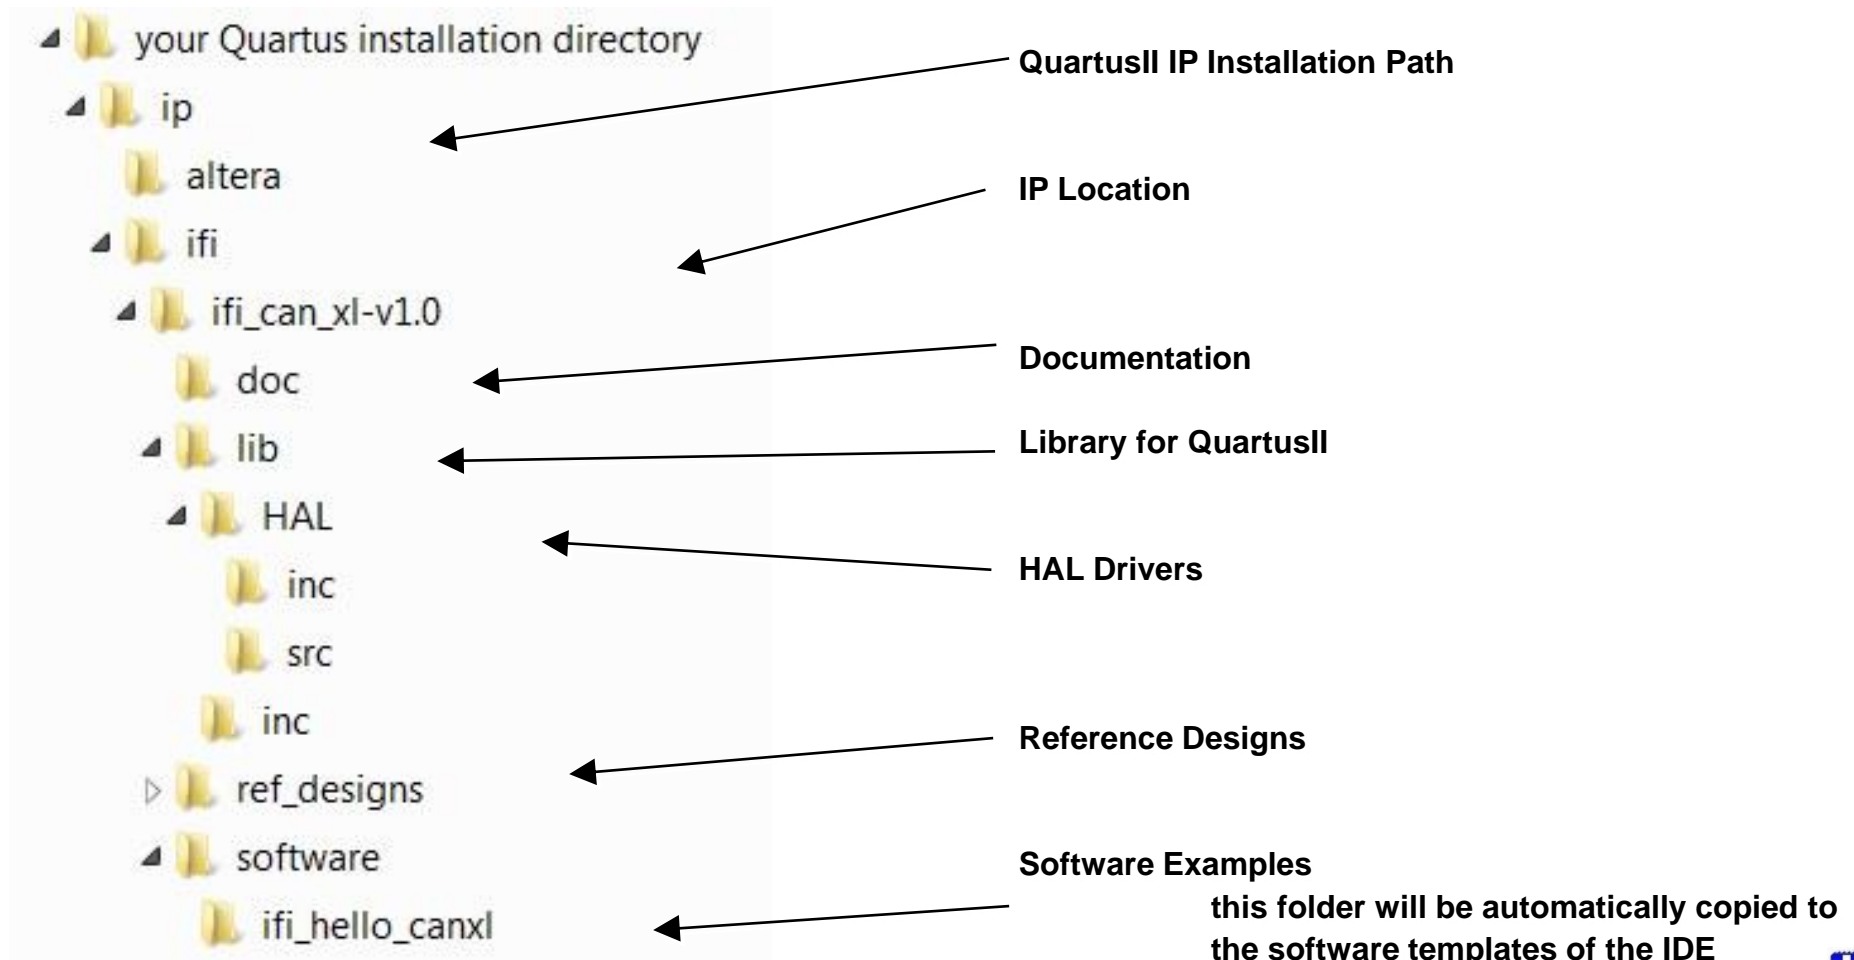 your Quartus installation directory
QuartusII IP Installation Path
ip
altera
IP Location
ifi
ifi_can_xl-v1.0
Documentation
doc
Library for QuartusII
lib
HAL
HAL Drivers
inc
src
inc
Reference Designs
ref_designs
software
Software Examples
this folder will be automatically copied to
ifi_hello_canxl
the software templates of the IDE